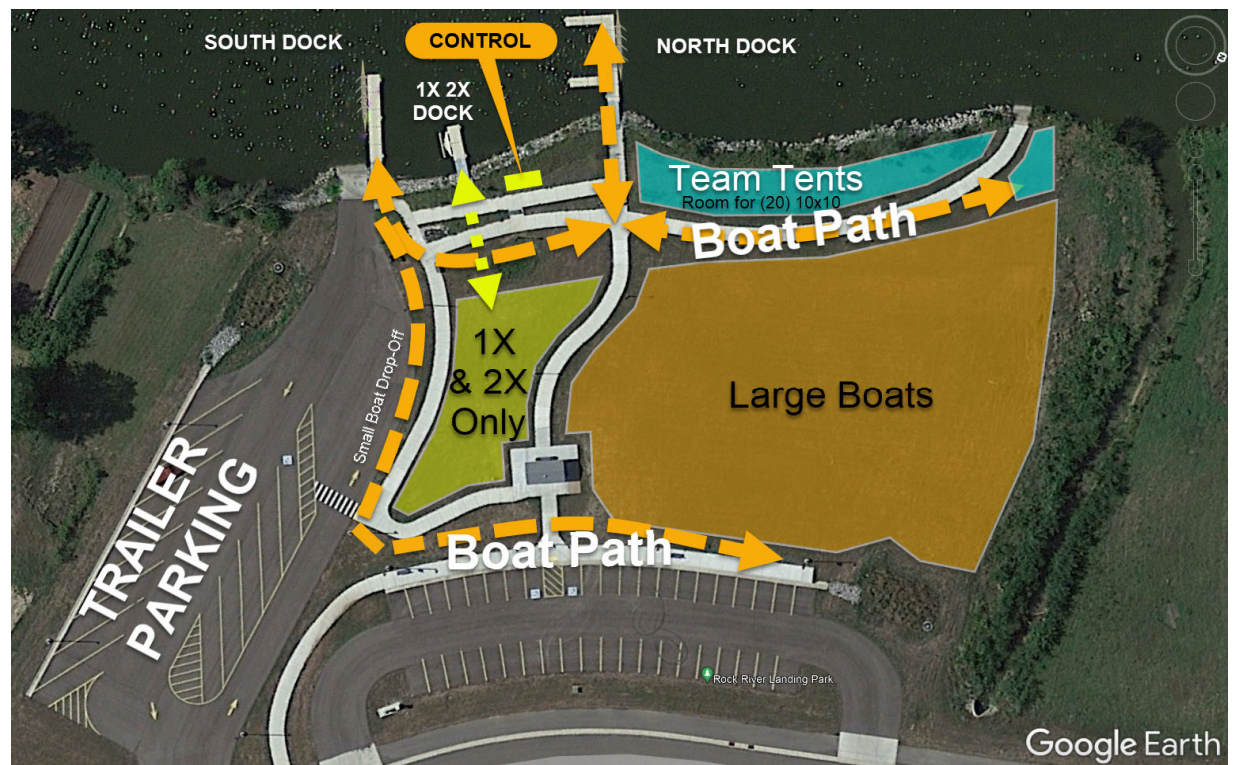 SOUTH DOCK
CONTROL
NORTH DOCK
1X 2X
DOCK
Team Tents
Room for (20) 10x10
Boat Path
1X
& 2X
Only
Large Boats
Small Boat Drop-Off
TRAILER
PARKING
Boat Path
Rock River Landing Park
Google Earth